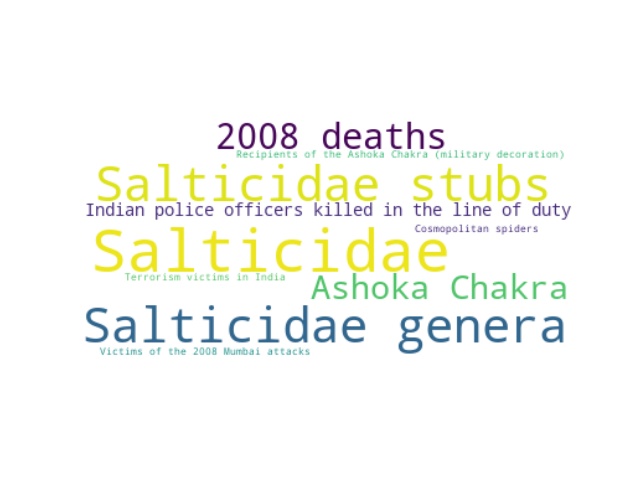 2008 deaths
Recipients of the Ashoka Chakra (military decoration)
Salticidae stubs
Indian police officers killed in the line of duty
Cosmopolitan spiders
Salticidae
Terrorism victims in India
Ashoka Chakra
Salticidae genera
Victims of the 2008 Mumbai attacks